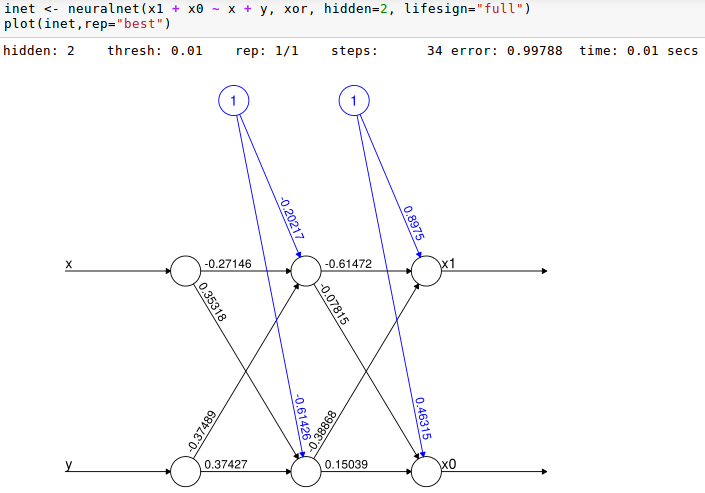 inet <- neuralnet(x1 + x0 ~ x + y, xor, hidden=2, lifesign="full")
plot(inet,rep="best")
hidden: 2 thresh: 0.01 rep: 1/1 steps: 34 error: 0.99788 time: 0.01 secs
1
1
-0.20217
0.8975
x
-0.27146
-0.61472
x1
0.35318
-0.07815
-0.37489
-0.61426
-0.38868
0.46315
y
0.37427
0.15039
x0